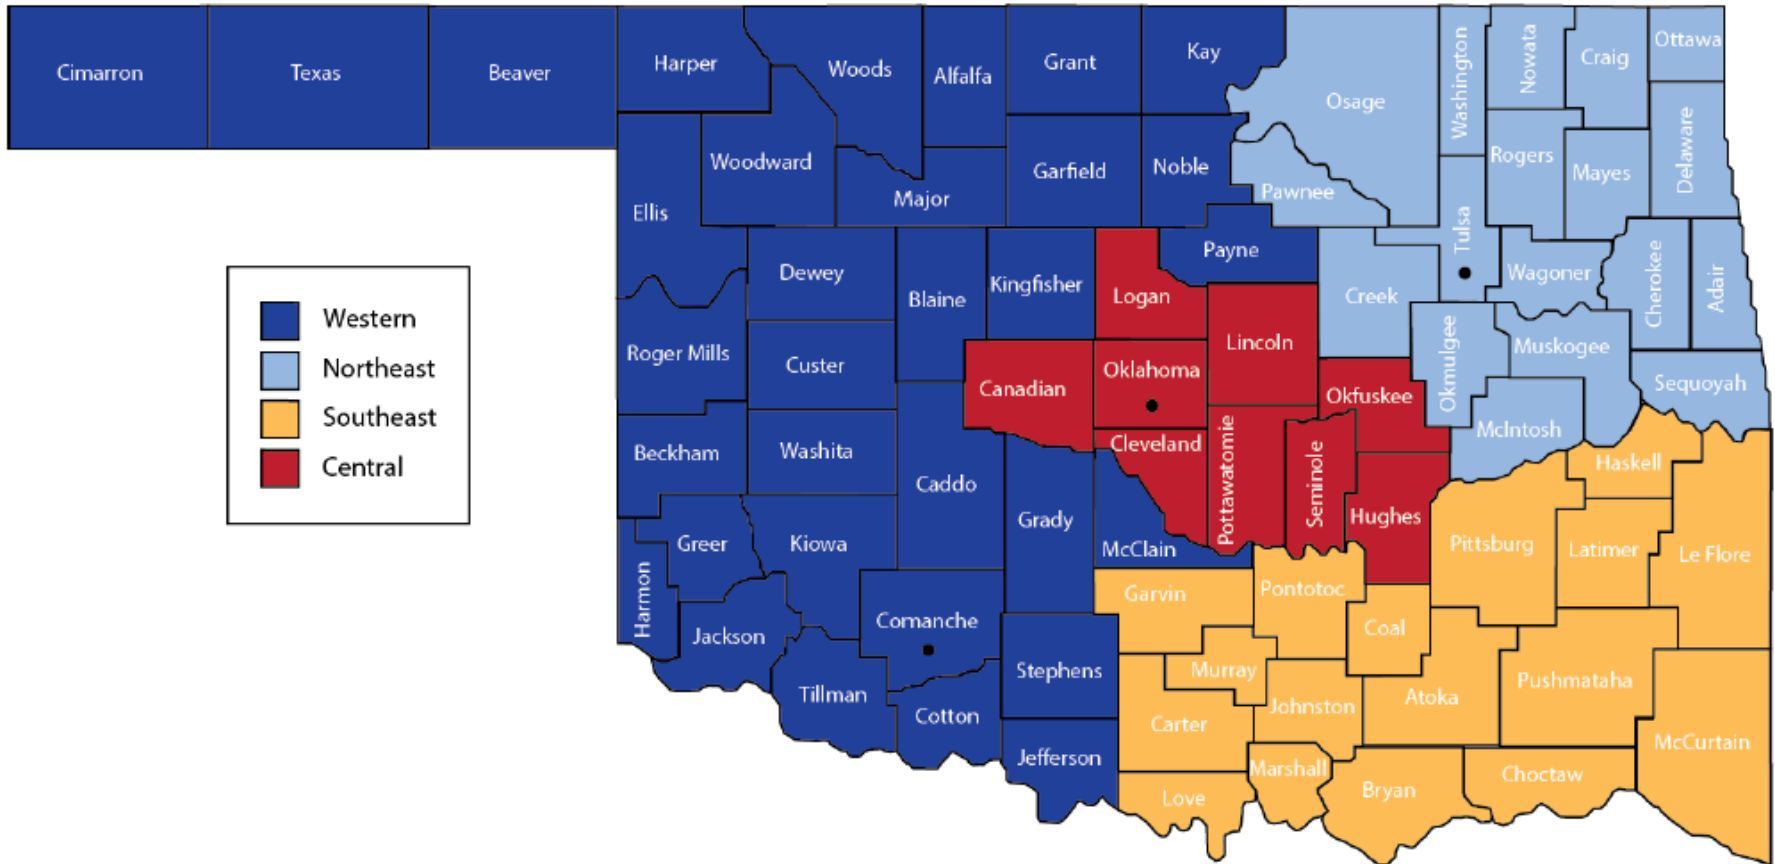 Cimarron
Texas
Beaver
Harper
Woods
Alfalfa
Grant
Kay
Osage
Washington
Nowata
Craig
Ottawa
Woodward
Ellis
Major
Garfield
Noble
Pawnee
Rogers
Mayes
Delaware
Tulsa
Dewey
Blaine
Kingfisher
Logan
Payne
Creek
Wagoner
Cherokee
Adair
Western
Northeast
Southeast
Central
Roger Mills
Custer
Canadian
Oklahoma
Lincoln
Okfuskee
Okmulgee
Muskogee
Sequoyah
Beckham
Washita
Caddo
Grady
Cleveland
Pottawatomie
Seminole
Hughes
McIntosh
Haskell
Harmon
Greer
Kiowa
McClain
Pittsburg
Latimer
Le Flore
Jackson
Comanche
Garvin
Pontotoc
Coal
Tillman
Cotton
Stephens
Murray
Carter
Johnston
Atoka
Pushmataha
McCurtain
Jefferson
Love
Marshall
Bryan
Choctaw